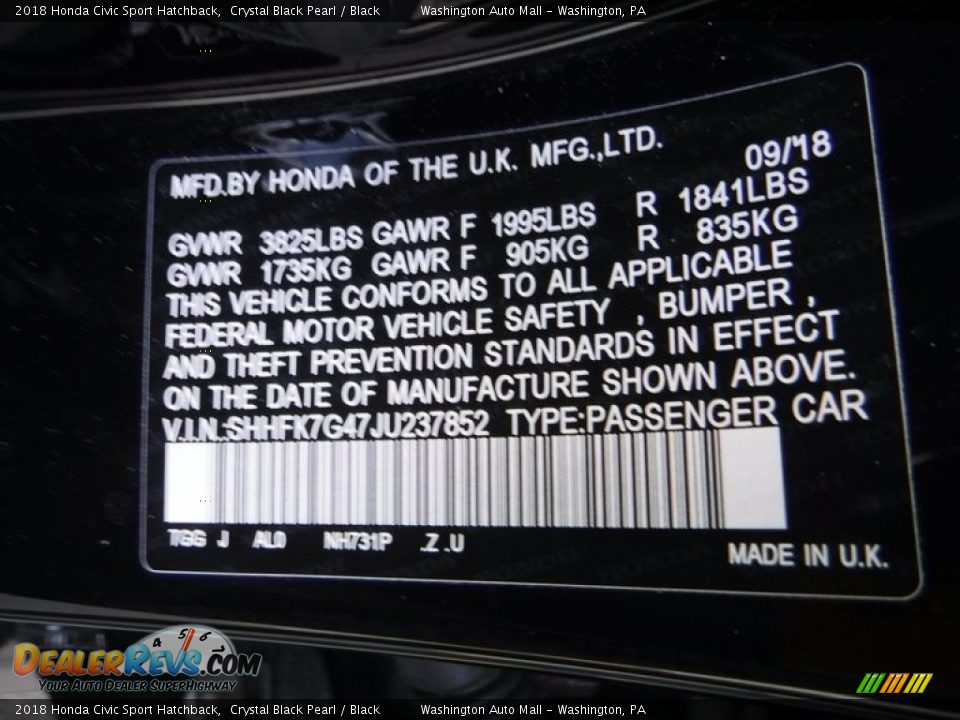 2018 Honda Civic Sport Hatchback, Crystal Black Pearl / Black Washington Auto Mall - Washington, PA
MFD.BY HONDA OF THE U.K. MFG.,LTD.
09/'18
GVWR 3825LBS GAWR F 1995LBS R 1841LBS
GVWR 1735KG GAWR F 905KG R 835KG
THIS VEHICLE CONFORMS TO ALL APPLICABLE
FEDERAL MOTOR VEHICLE SAFETY , BUMPER ,
AND THEFT PREVENTION STANDARDS IN EFFECT
ON THE DATE OF MANUFACTURE SHOWN ABOVE.
V.I.N.:SHHFK7G47JU237852 TYPE:PASSENGER CAR
TGG J AL0 NH731P .Z .U
MADE IN U.K.
4 5 6
DEALERREVS.COM
YOUR AUTO DEALER SUPERHIGHWAY
2018 Honda Civic Sport Hatchback, Crystal Black Pearl / Black Washington Auto Mall - Washington, PA